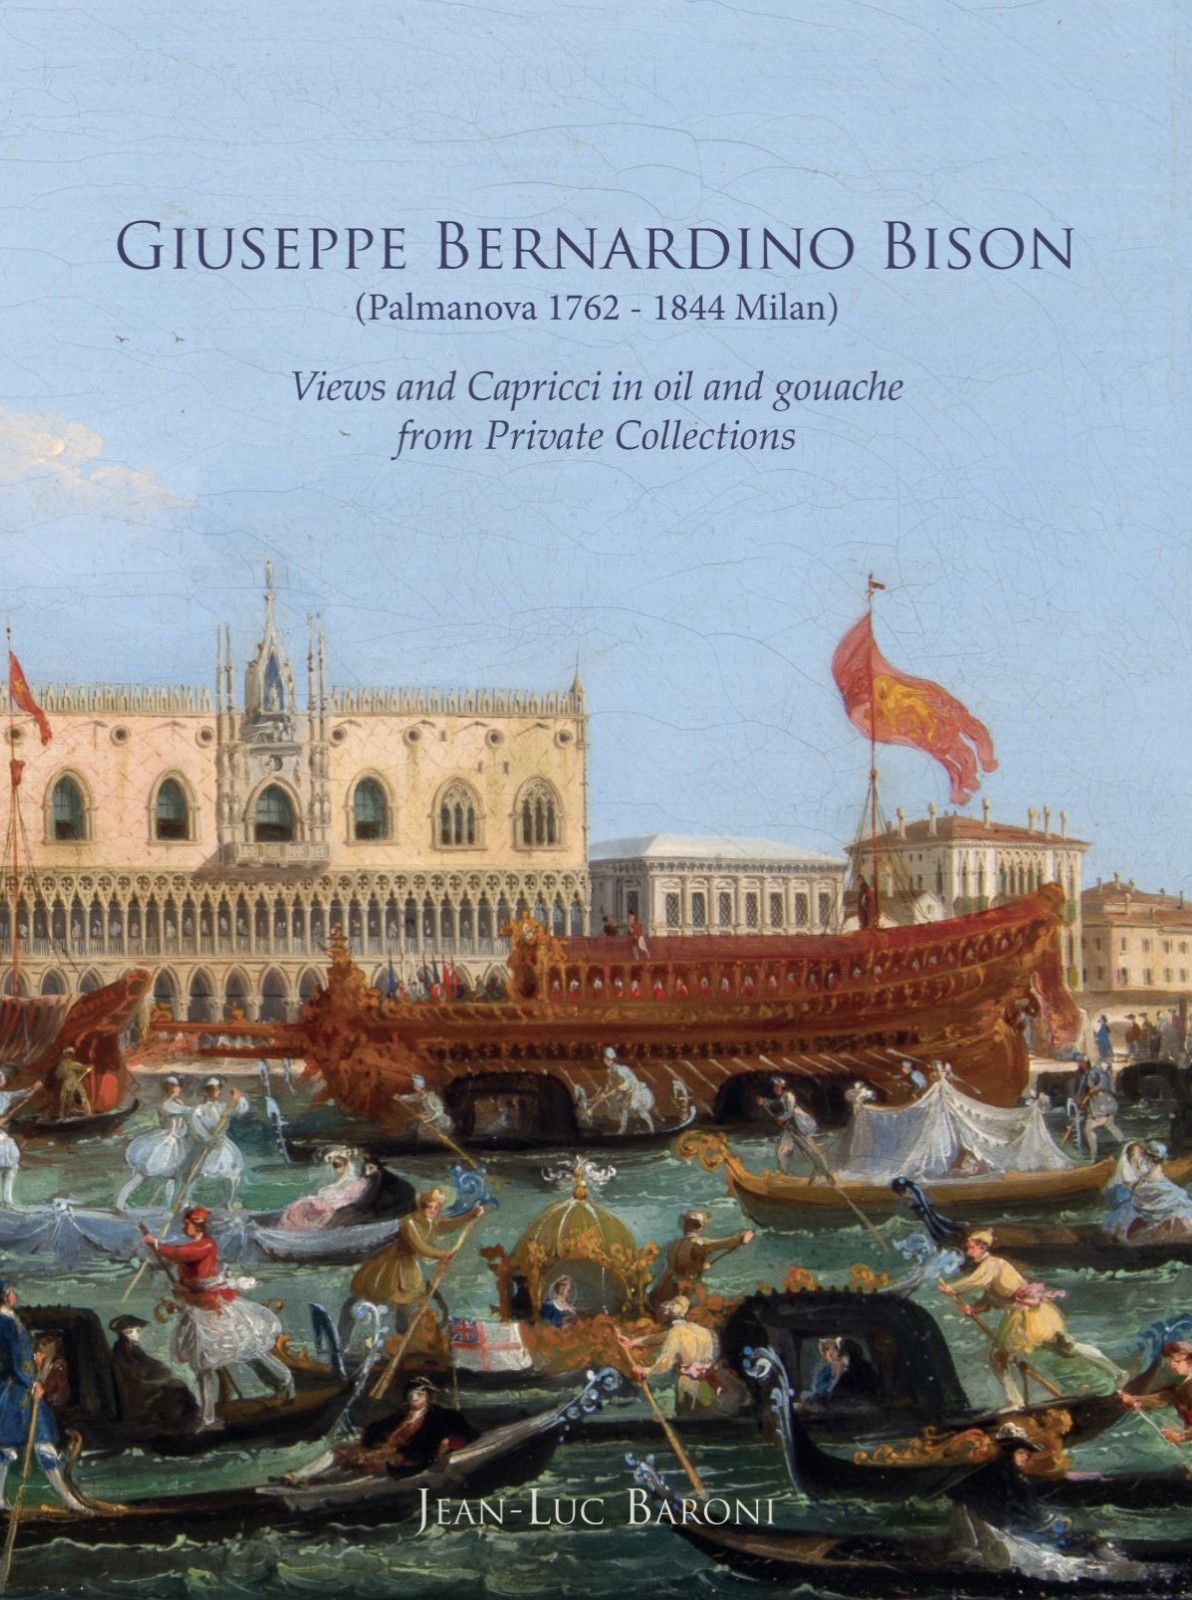 Giuseppe Bernardino Bison
(Palmanova 1762 - 1844 Milan)
Views and Capricci in oil and gouache
from Private Collections
Jean-Luc Baroni